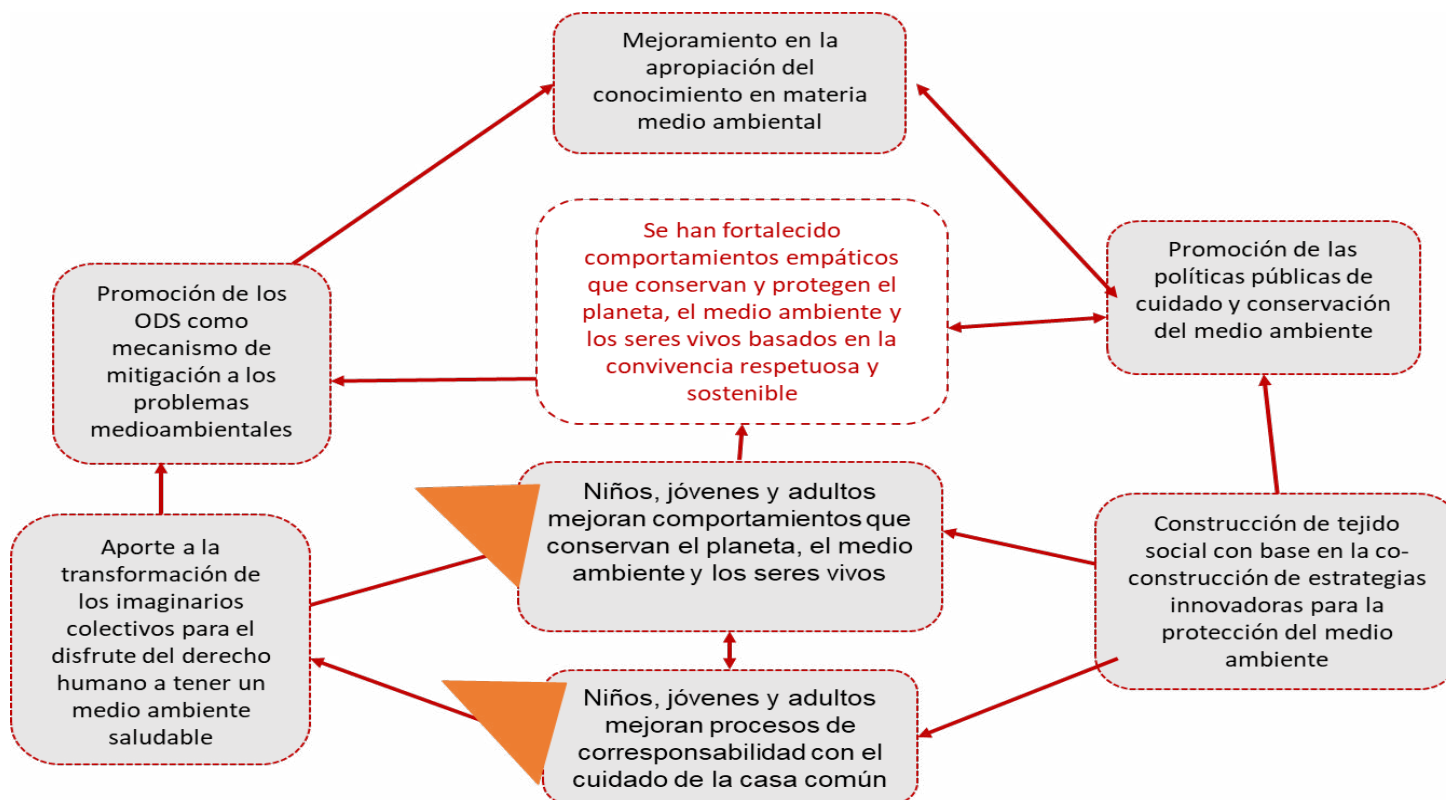 Mejoramiento en la
apropiación del
conocimiento en materia
medio ambiental
Se han fortalecido
comportamientos empáticos
que conservan y protegen el
planeta, el medio ambiente y
los seres vivos basados en la
convivencia respetuosa y
sostenible
Promoción de las
políticas públicas de
cuidado y conservación
del medio ambiente
Promoción de los
ODS como
mecanismo de
mitigación a los
problemas
medioambientales
Niños, jóvenes y adultos
mejoran comportamientos que
conservan el planeta, el medio
ambiente y los seres vivos
Construcción de tejido
social con base en la co-
construcción de estrategias
innovadoras para la
protección del medio
ambiente
Aporte a la
transformación de
los imaginarios
colectivos para el
disfrute del derecho
humano a tener un
medio ambiente
saludable
Niños, jóvenes y adultos
mejoran procesos de
corresponsabilidad con el
cuidado de la casa común